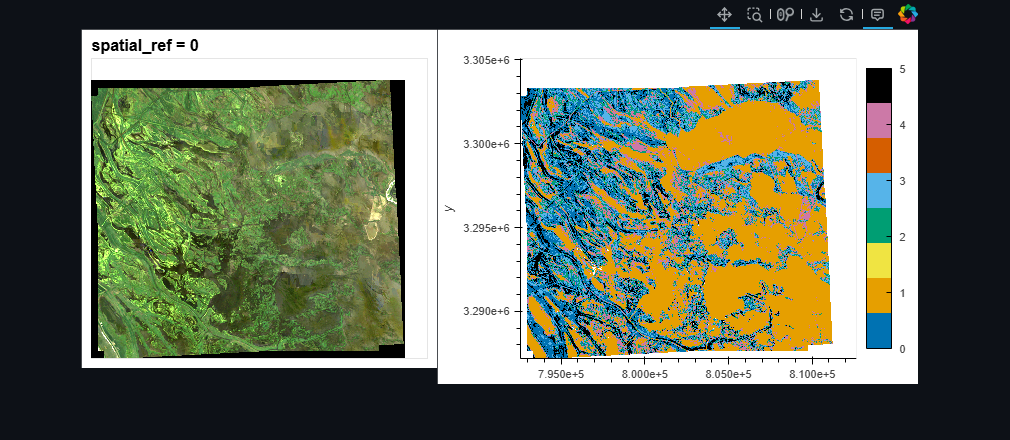 spatial_ref = 0
3.305e+6
3.300e+6
3.295e+6
3.290e+6
y
7.950e+5
8.000e+5
8.050e+5
8.100e+5
5
4
3
2
1
0